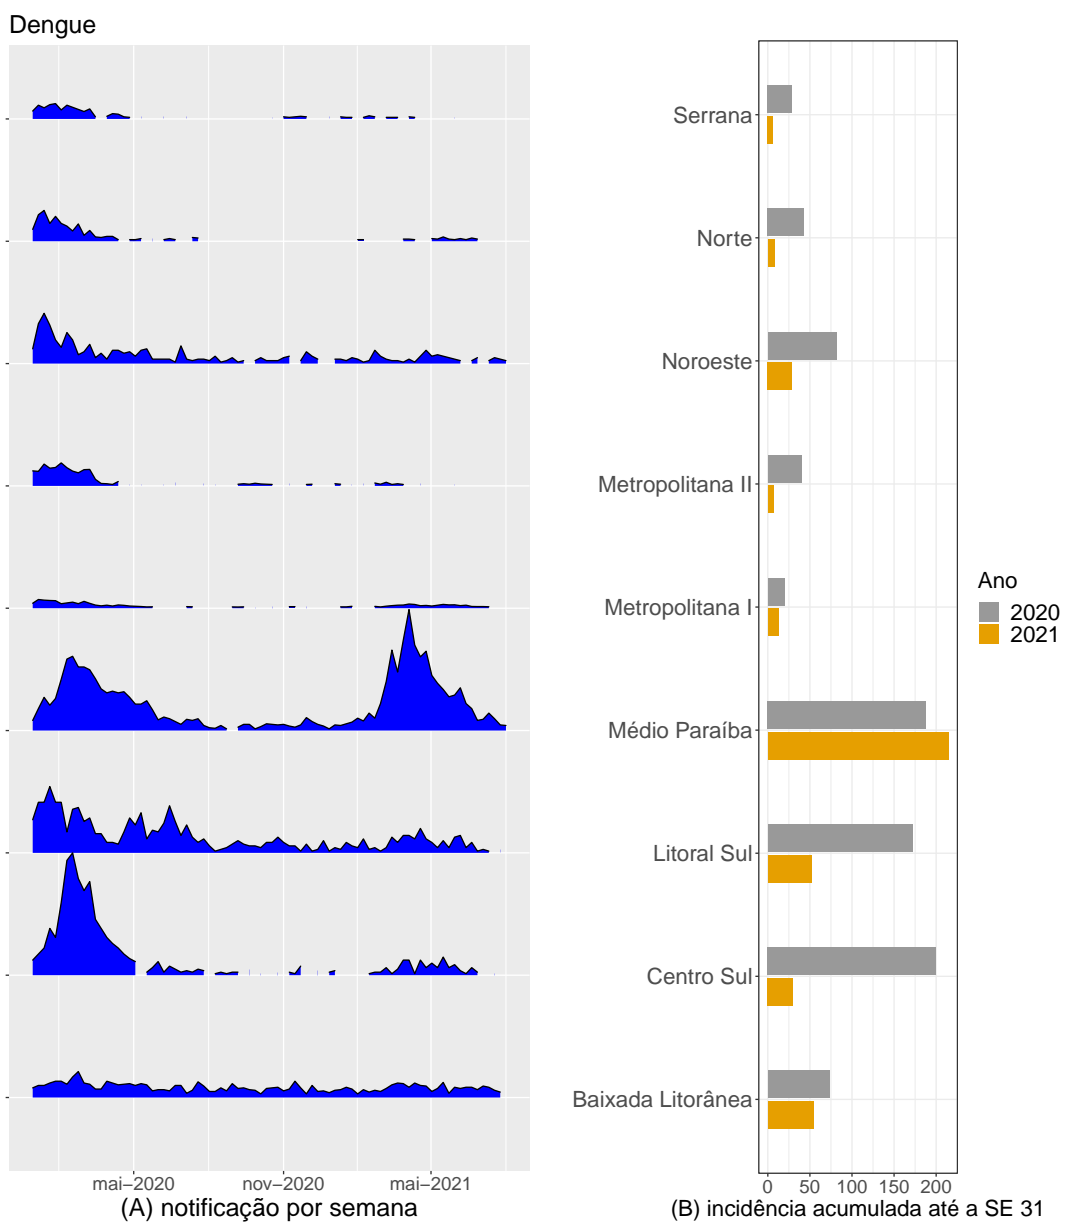 Dengue
Serrana
Norte
Noroeste
Metropolitana II
Metropolitana I
Médio Paraíba
Litoral Sul
Centro Sul
Baixada Litorânea
mai−2020 nov−2020 mai−2021
(A) notificação por semana
0 50 100 150 200
(B) incidência acumulada até a SE 31
Ano
2020
2021